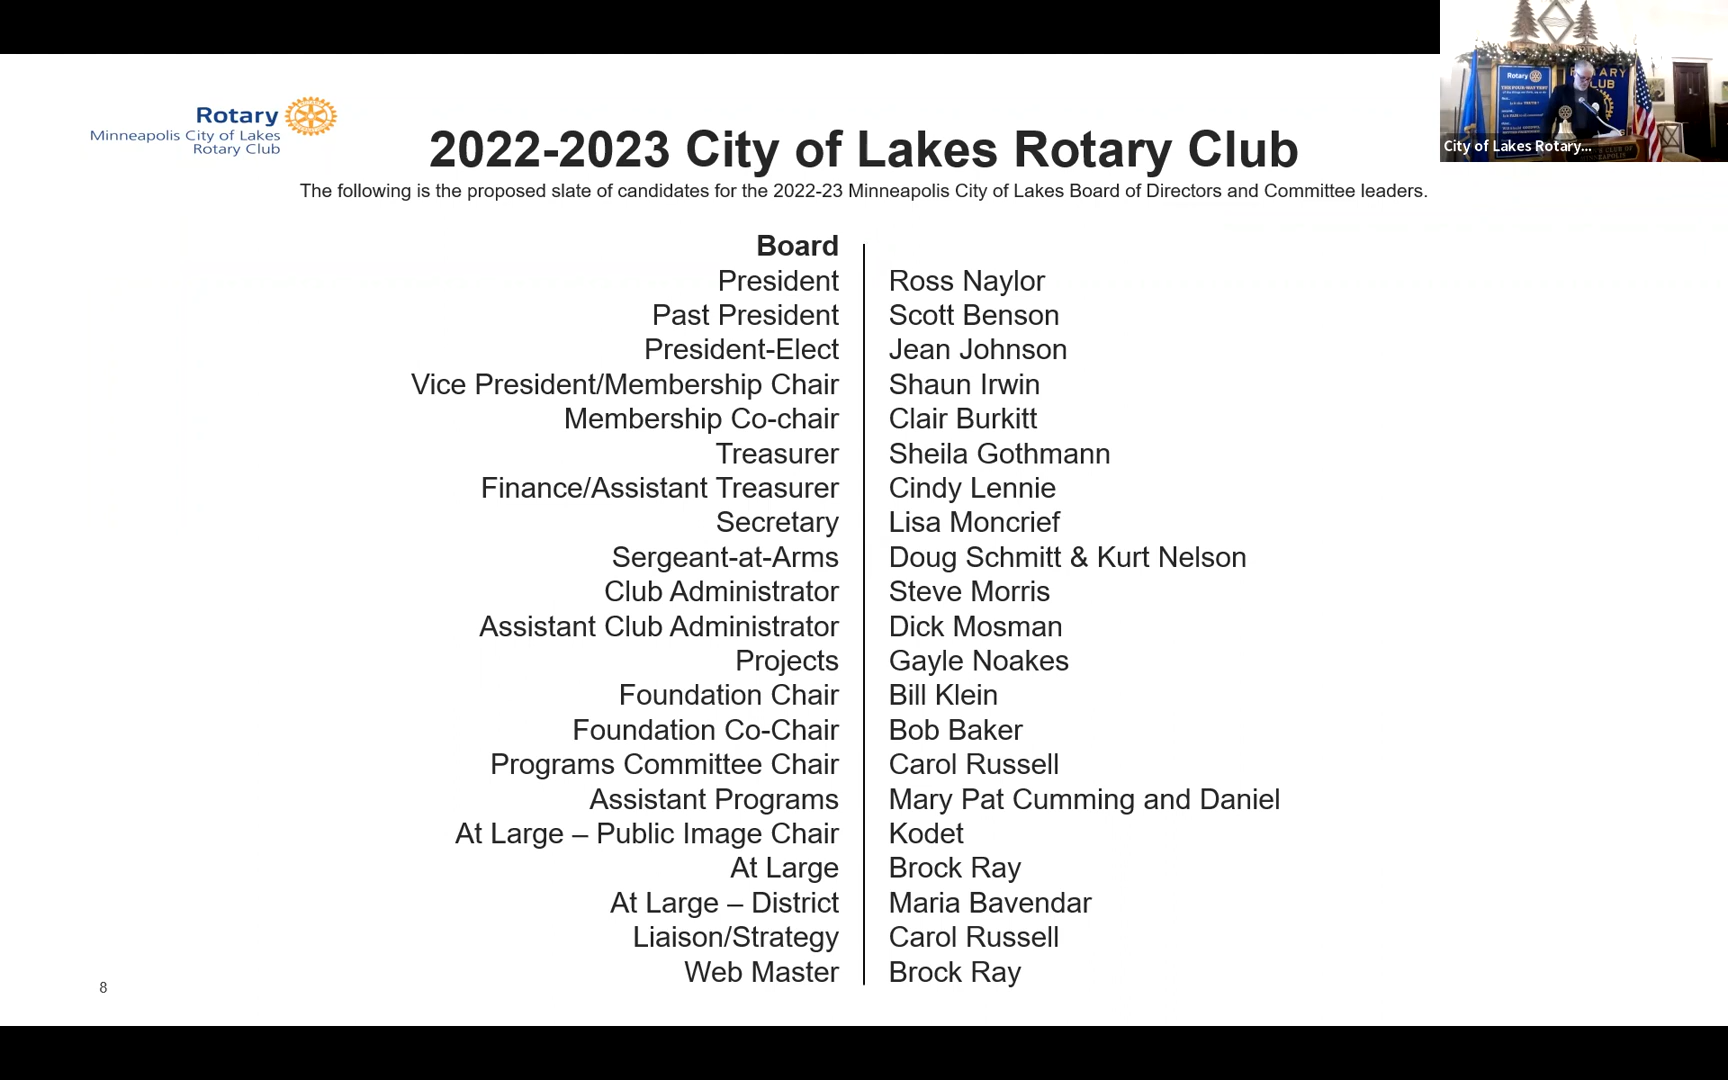 Rotary
Minneapolis City of Lakes
Rotary Club
2022-2023 City of Lakes Rotary Club
The following is the proposed slate of candidates for the 2022-23 Minneapolis City of Lakes Board of Directors and Committee leaders.
Board
President Ross Naylor
Past President Scott Benson
President-Elect Jean Johnson
Vice President/Membership Chair Shaun Irwin
Membership Co-chair Clair Burkitt
Treasurer Sheila Gothmann
Finance/Assistant Treasurer Cindy Lennie
Secretary Lisa Moncrief
Sergeant-at-Arms Doug Schmitt & Kurt Nelson
Club Administrator Steve Morris
Assistant Club Administrator Dick Mosman
Projects Gayle Noakes
Foundation Chair Bill Klein
Foundation Co-Chair Bob Baker
Programs Committee Chair Carol Russell
Assistant Programs Mary Pat Cumming and Daniel
At Large – Public Image Chair Kodet
At Large Brock Ray
At Large – District Maria Bavendar
Liaison/Strategy Carol Russell
Web Master Brock Ray
8
Rotary
THE FOUR-WAY TEST
City of Lakes Rotary...